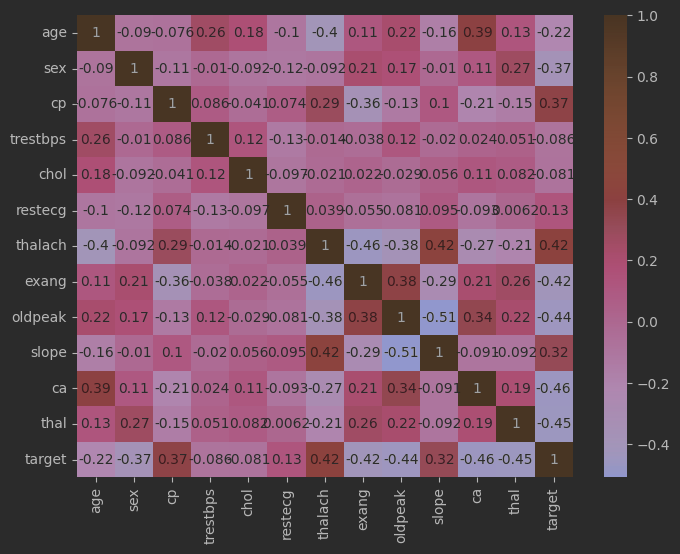 age 1 -0.09 -0.076 0.26 0.18 -0.1 -0.4 0.11 0.22 -0.16 0.39 0.13 -0.22
sex -0.09 1 -0.11 -0.01 -0.092 -0.12 -0.092 0.21 0.17 -0.01 0.11 0.27 -0.37
cp -0.076 -0.11 1 0.086 -0.041 0.074 0.29 -0.36 -0.13 0.1 -0.21 -0.15 0.37
trestbps 0.26 -0.01 0.086 1 0.12 -0.13 -0.014 0.038 0.12 -0.02 0.024 0.051 -0.086
chol 0.18 -0.092 -0.041 0.12 1 -0.097 -0.021 0.022 -0.029 0.056 0.11 0.082 -0.081
restecg -0.1 -0.12 0.074 -0.13 -0.097 1 0.039 -0.055 -0.081 0.095 -0.093 0.0062 0.13
thalach -0.4 -0.092 0.29 -0.014 -0.021 0.039 1 -0.46 -0.38 0.42 -0.27 -0.21 0.42
exang 0.11 0.21 -0.36 -0.038 0.022 -0.055 -0.46 1 0.38 -0.29 0.21 0.26 -0.42
oldpeak 0.22 0.17 -0.13 0.12 -0.029 -0.081 -0.38 0.38 1 -0.51 0.34 0.22 -0.44
slope -0.16 -0.01 0.1 -0.02 0.056 0.095 0.42 -0.29 -0.51 1 -0.091 -0.092 0.32
ca 0.39 0.11 -0.21 0.024 0.11 -0.093 -0.27 0.21 0.34 -0.091 1 0.19 -0.46
thal 0.13 0.27 -0.15 0.051 0.082 0.0062 -0.21 0.26 0.22 -0.092 0.19 1 -0.45
target -0.22 -0.37 0.37 -0.086 -0.081 0.13 0.42 -0.42 -0.44 0.32 -0.46 -0.45 1
age sex cp trestbps chol restecg thalach exang oldpeak slope ca thal target
1.0
0.8
0.6
0.4
0.2
0.0
−0.2
−0.4